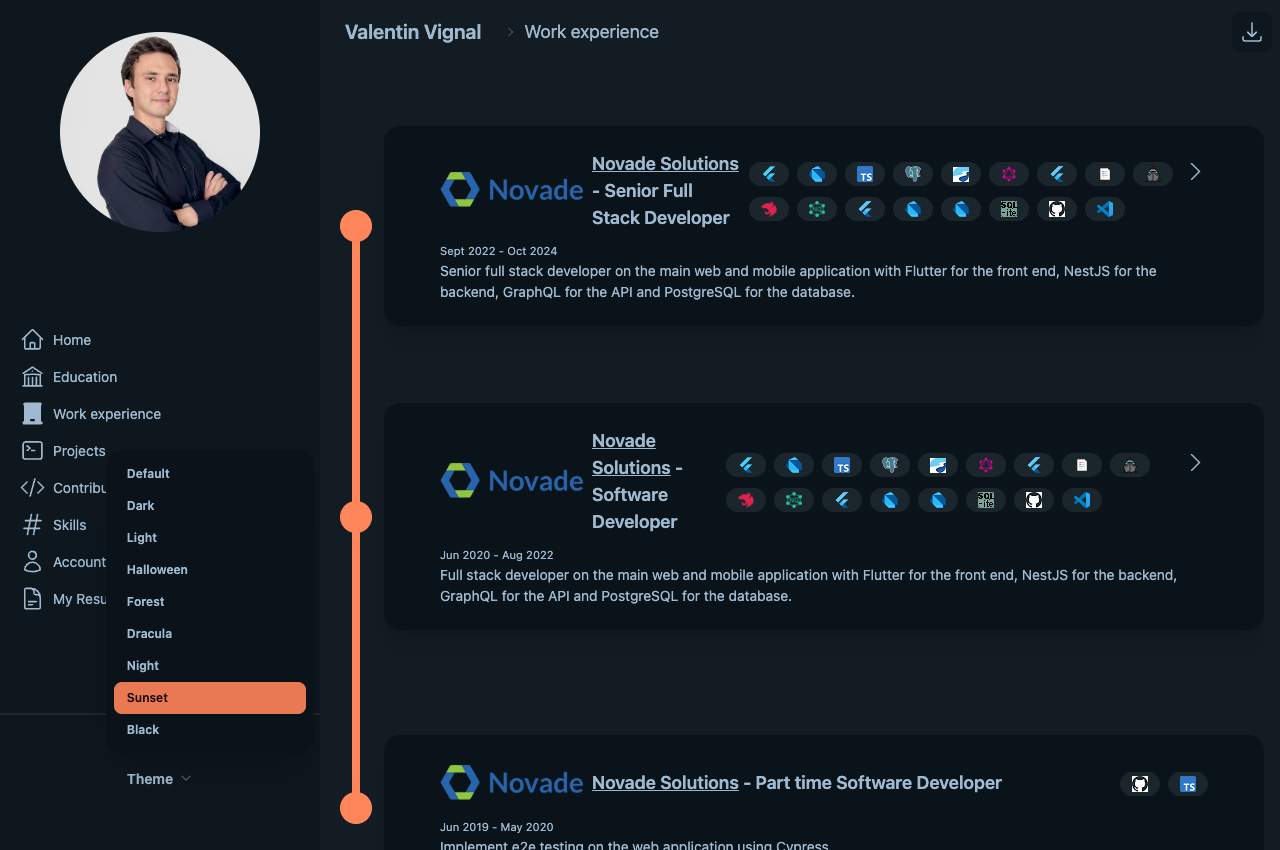 Valentin Vignal
Work experience
Home
Education
Work experience
Projects
Contribu
Skills
Account
My Resu
Default
Dark
Light
Halloween
Forest
Dracula
Night
Sunset
Black
Theme
Novade
Novade Solutions
- Senior Full
Stack Developer
TS
SQL
Sept 2022 - Oct 2024
Senior full stack developer on the main web and mobile application with Flutter for the front end, NestJS for the
backend, GraphQL for the API and PostgreSQL for the database.
Novade
Novade
Solutions -
Software
Developer
TS
SQL
Jun 2020 - Aug 2022
Full stack developer on the main web and mobile application with Flutter for the front end, NestJS for the backend,
GraphQL for the API and PostgreSQL for the database.
Novade
Novade Solutions - Part time Software Developer
TS
Jun 2019 - May 2020
Implement e2e testing on the web application using Cypress